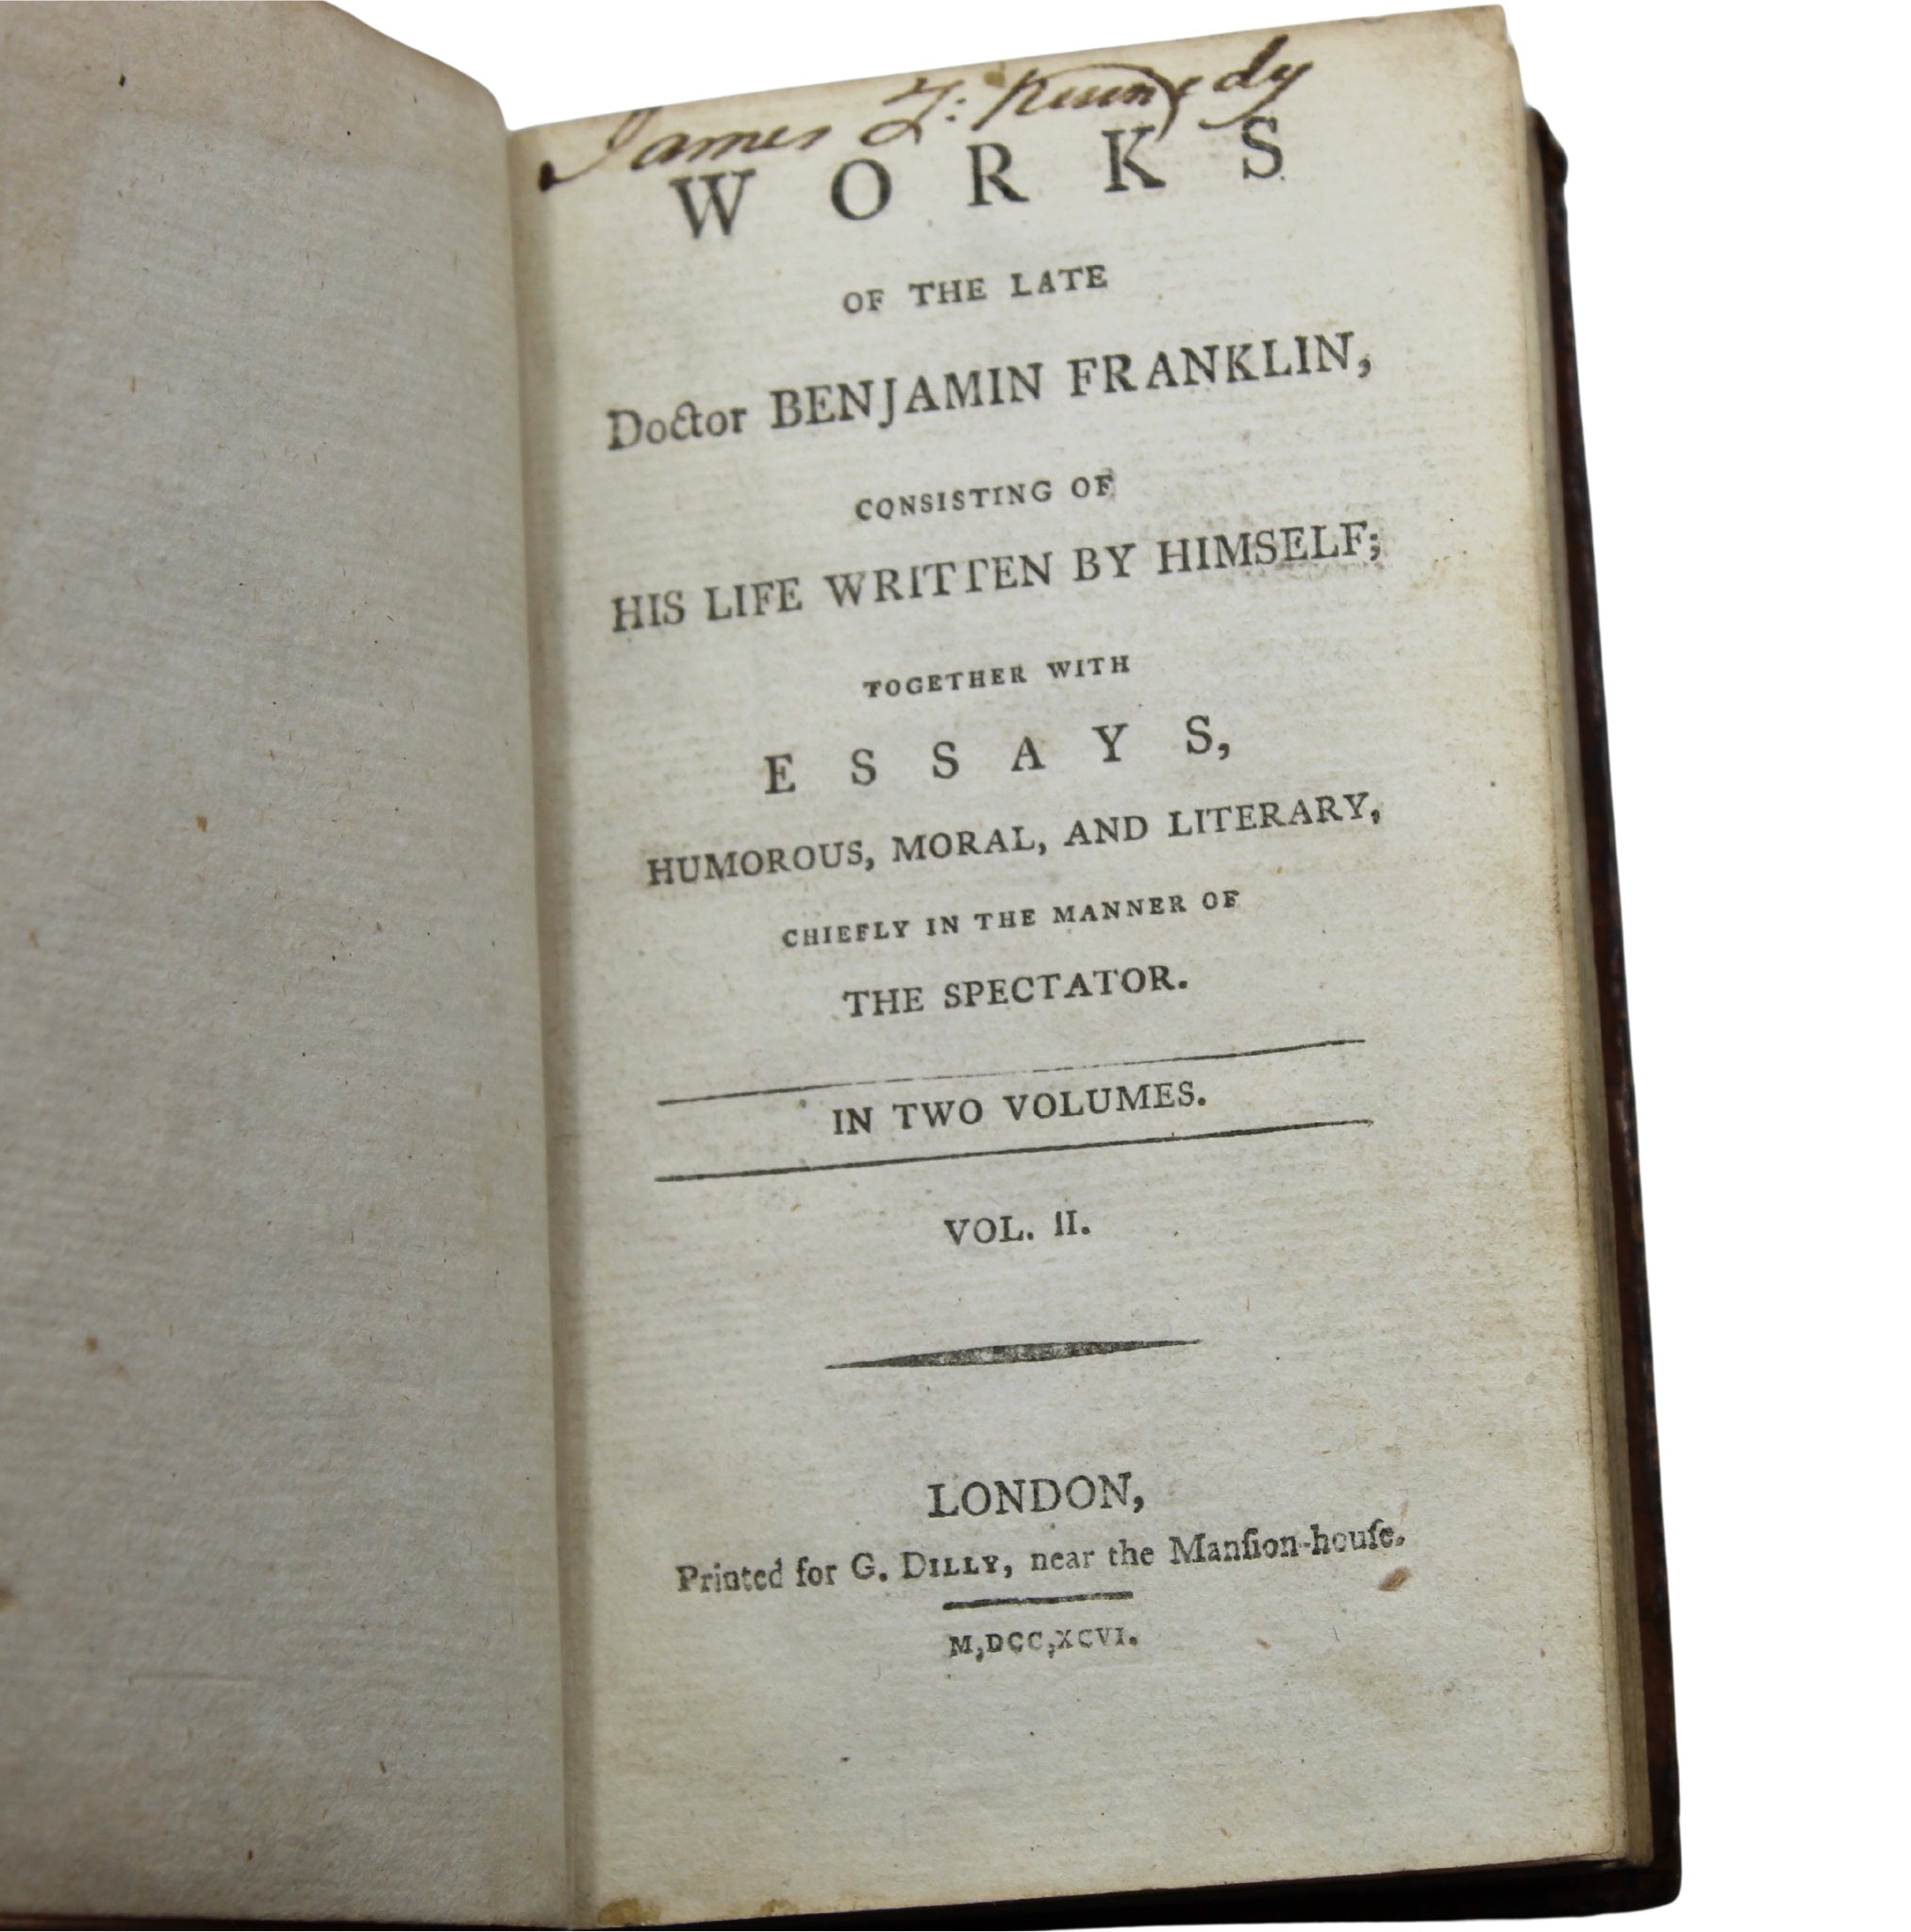 James F: Kennedy
WORKS
OF THE LATE
Doctor BENJAMIN FRANKLIN,
CONSISTING OF
HIS LIFE WRITTEN BY HIMSELF;
TOGETHER WITH
ESSAYS,
HUMOROUS, MORAL, AND LITERARY,
CHIEFLY IN THE MANNER OF
THE SPECTATOR.
IN TWO VOLUMES.
VOL. II.
LONDON,
Printed for G. DILLY, near the Manſion-houſe.
M,DCC,XCVI.